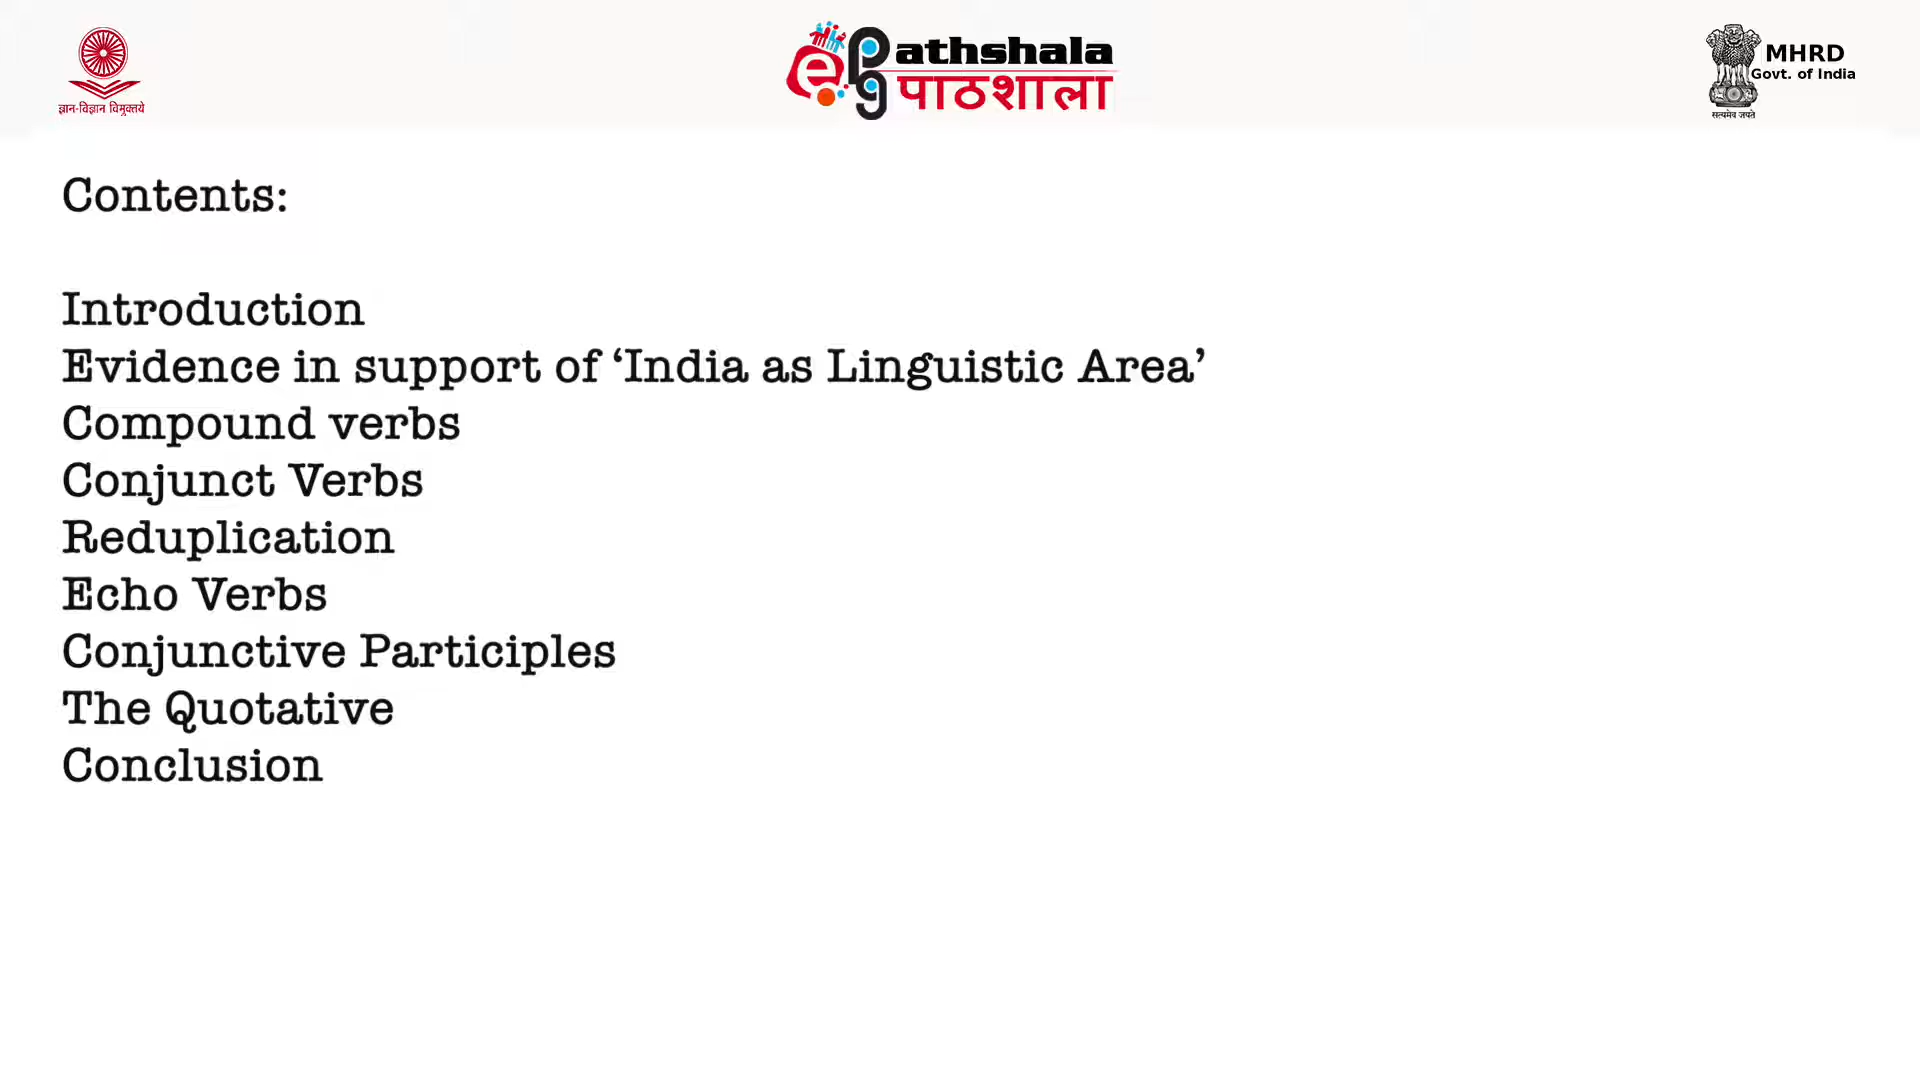 ज्ञान-विज्ञान विमुक्तये
e pg Pathshala
पाठशाला
MHRD
Govt. of India
सत्यमेव जयते
Contents:
Introduction
Evidence in support of ‘India as Linguistic Area’
Compound verbs
Conjunct Verbs
Reduplication
Echo Verbs
Conjunctive Participles
The Quotative
Conclusion